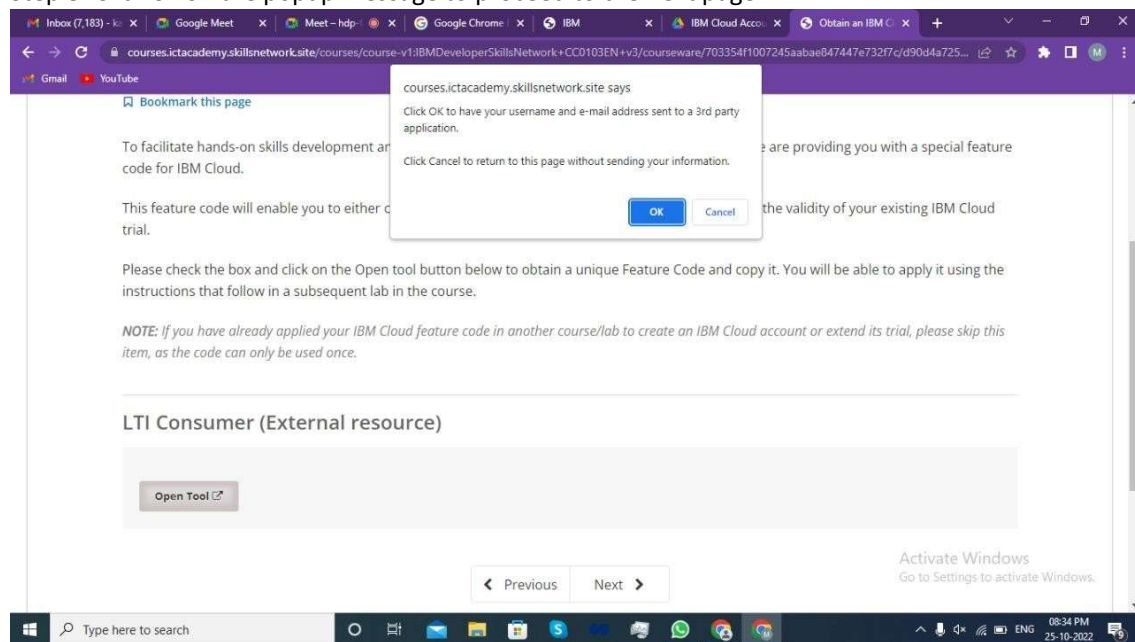 Inbox (7,183) - ka
Google Meet
Meet – hdp-
Google Chrome
IBM
IBM Cloud Accou
Obtain an IBM Cl
courses.ictacademy.skillsnetwork.site/courses/course-v1:IBMDeveloperSkillsNetwork+CC0103EN+v3/courseware/703354f1007245aabae847447e732f7c/d90d4a725...
M
Gmail
YouTube
courses.ictacademy.skillsnetwork.site says
Click OK to have your username and e-mail address sent to a 3rd party
application.
Click Cancel to return to this page without sending your information.
OK
Cancel
Bookmark this page
To facilitate hands-on skills development ar
e are providing you with a special feature
code for IBM Cloud.
This feature code will enable you to either c
the validity of your existing IBM Cloud
trial.
Please check the box and click on the Open tool button below to obtain a unique Feature Code and copy it. You will be able to apply it using the
instructions that follow in a subsequent lab in the course.
NOTE: If you have already applied your IBM Cloud feature code in another course/lab to create an IBM Cloud account or extend its trial, please skip this
item, as the code can only be used once.
LTI Consumer (External resource)
Open Tool
Previous
Next
Activate Windows
Go to Settings to activate Windows.
Type here to search
ENG
08:34 PM
25-10-2022